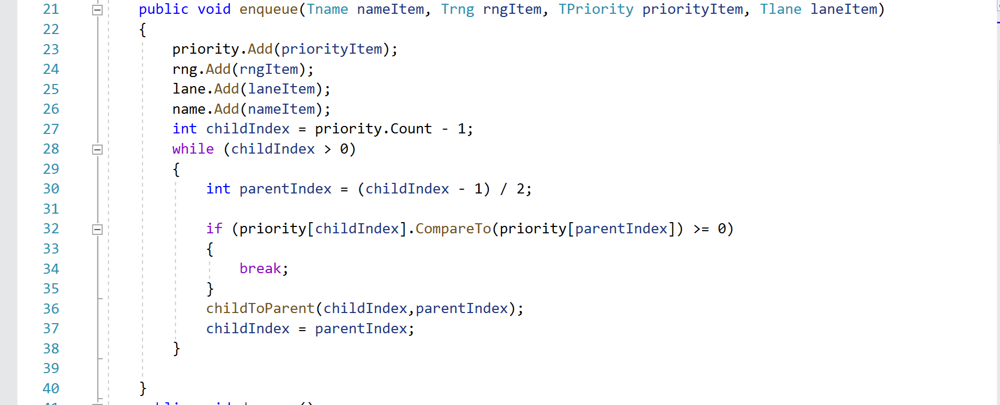 21 public void enqueue(Tname nameItem, Trng rngItem, TPriority priorityItem, Tlane laneItem)
22 {
23 priority.Add(priorityItem);
24 rng.Add(rngItem);
25 lane.Add(laneItem);
26 name.Add(nameItem);
27 int childIndex = priority.Count - 1;
28 while (childIndex > 0)
29 {
30 int parentIndex = (childIndex - 1) / 2;
31
32 if (priority[childIndex].CompareTo(priority[parentIndex]) >= 0)
33 {
34 break;
35 }
36 childToParent(childIndex,parentIndex);
37 childIndex = parentIndex;
38 }
39
40 }